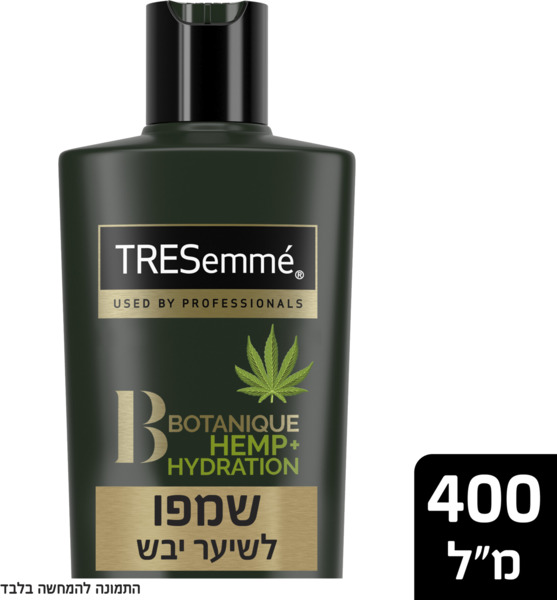 TRESemmé®
USED BY PROFESSIONALS
B BOTANIQUE
HEMP+
HYDRATION
שמפו
לשיער יבש
400
מ"ל
התמונה להמחשה בלבד